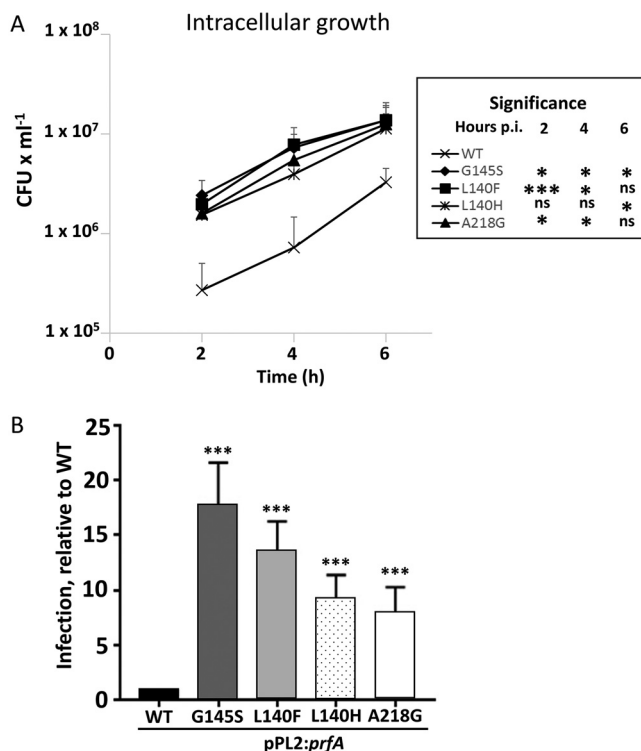 A
Intracellular growth
CFU x ml-1
1 x 10⁸
1 x 10⁷
1 x 10⁶
1 x 10⁵
0 2 4 6
Time (h)
Significance
Hours p.i. 2 4 6
WT
G145S * * *
L140F *** * ns
L140H ns ns *
A218G * * ns
B
Infection, relative to WT
25
20
15
10
5
0
*** *** *** ***
WT G145S L140F L140H A218G
pPL2:prfA